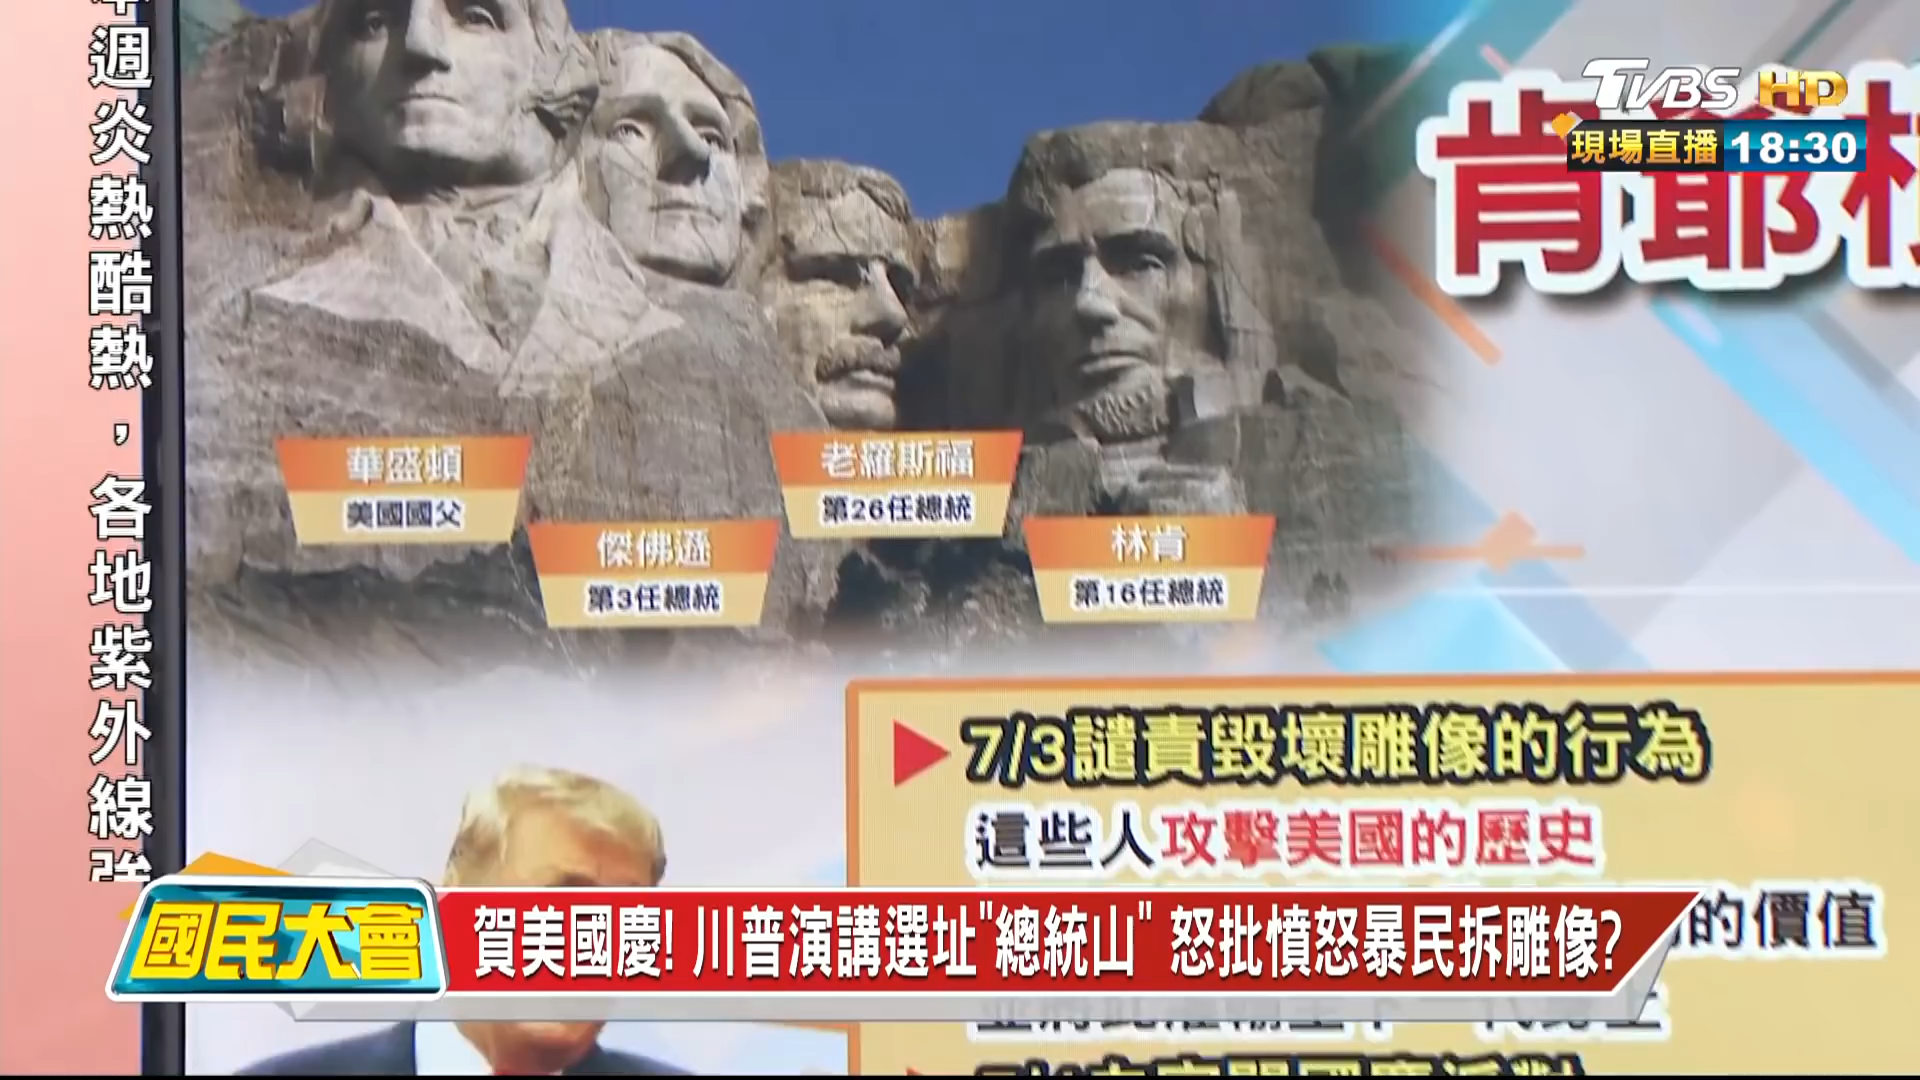 週炎熱酷熱，各地紫外線強
TVBS HD
現場直播 18:30
肯爺
華盛頓
美國國父
傑佛遜
第3任總統
老羅斯福
第26任總統
林肯
第16任總統
7/3譴責毀壞雕像的行為
這些人攻擊美國的歷史
的價值
國民大會
賀美國慶! 川普演講選址"總統山" 怒批憤怒暴民拆雕像?